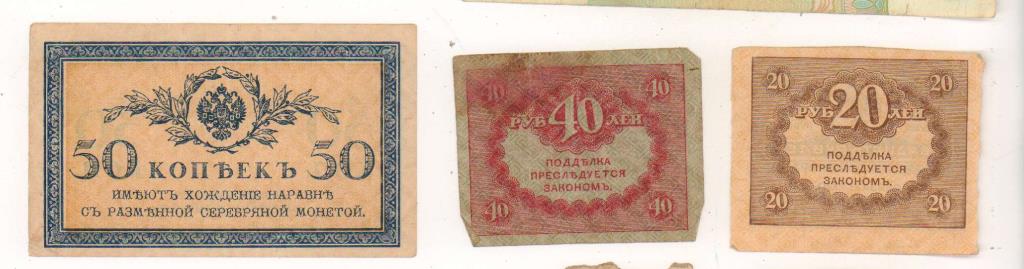 50 КОПѢЕКЪ 50
ИМѢЮТЪ ХОЖДЕНІЕ НАРАВНѢ
СЪ РАЗМѢННОЙ СЕРЕБРЯНОЙ МОНЕТОЙ.
40 40
РУБ 40 ЛЕЙ
ПОДДѢЛКА
ПРЕСЛѢДУЕТСЯ
ЗАКОНОМЪ.
40 40
20 20
РУБ 20 ЛЕЙ
ПОДДѢЛКА
ПРЕСЛѢДУЕТСЯ
ЗАКОНОМЪ.
20 20